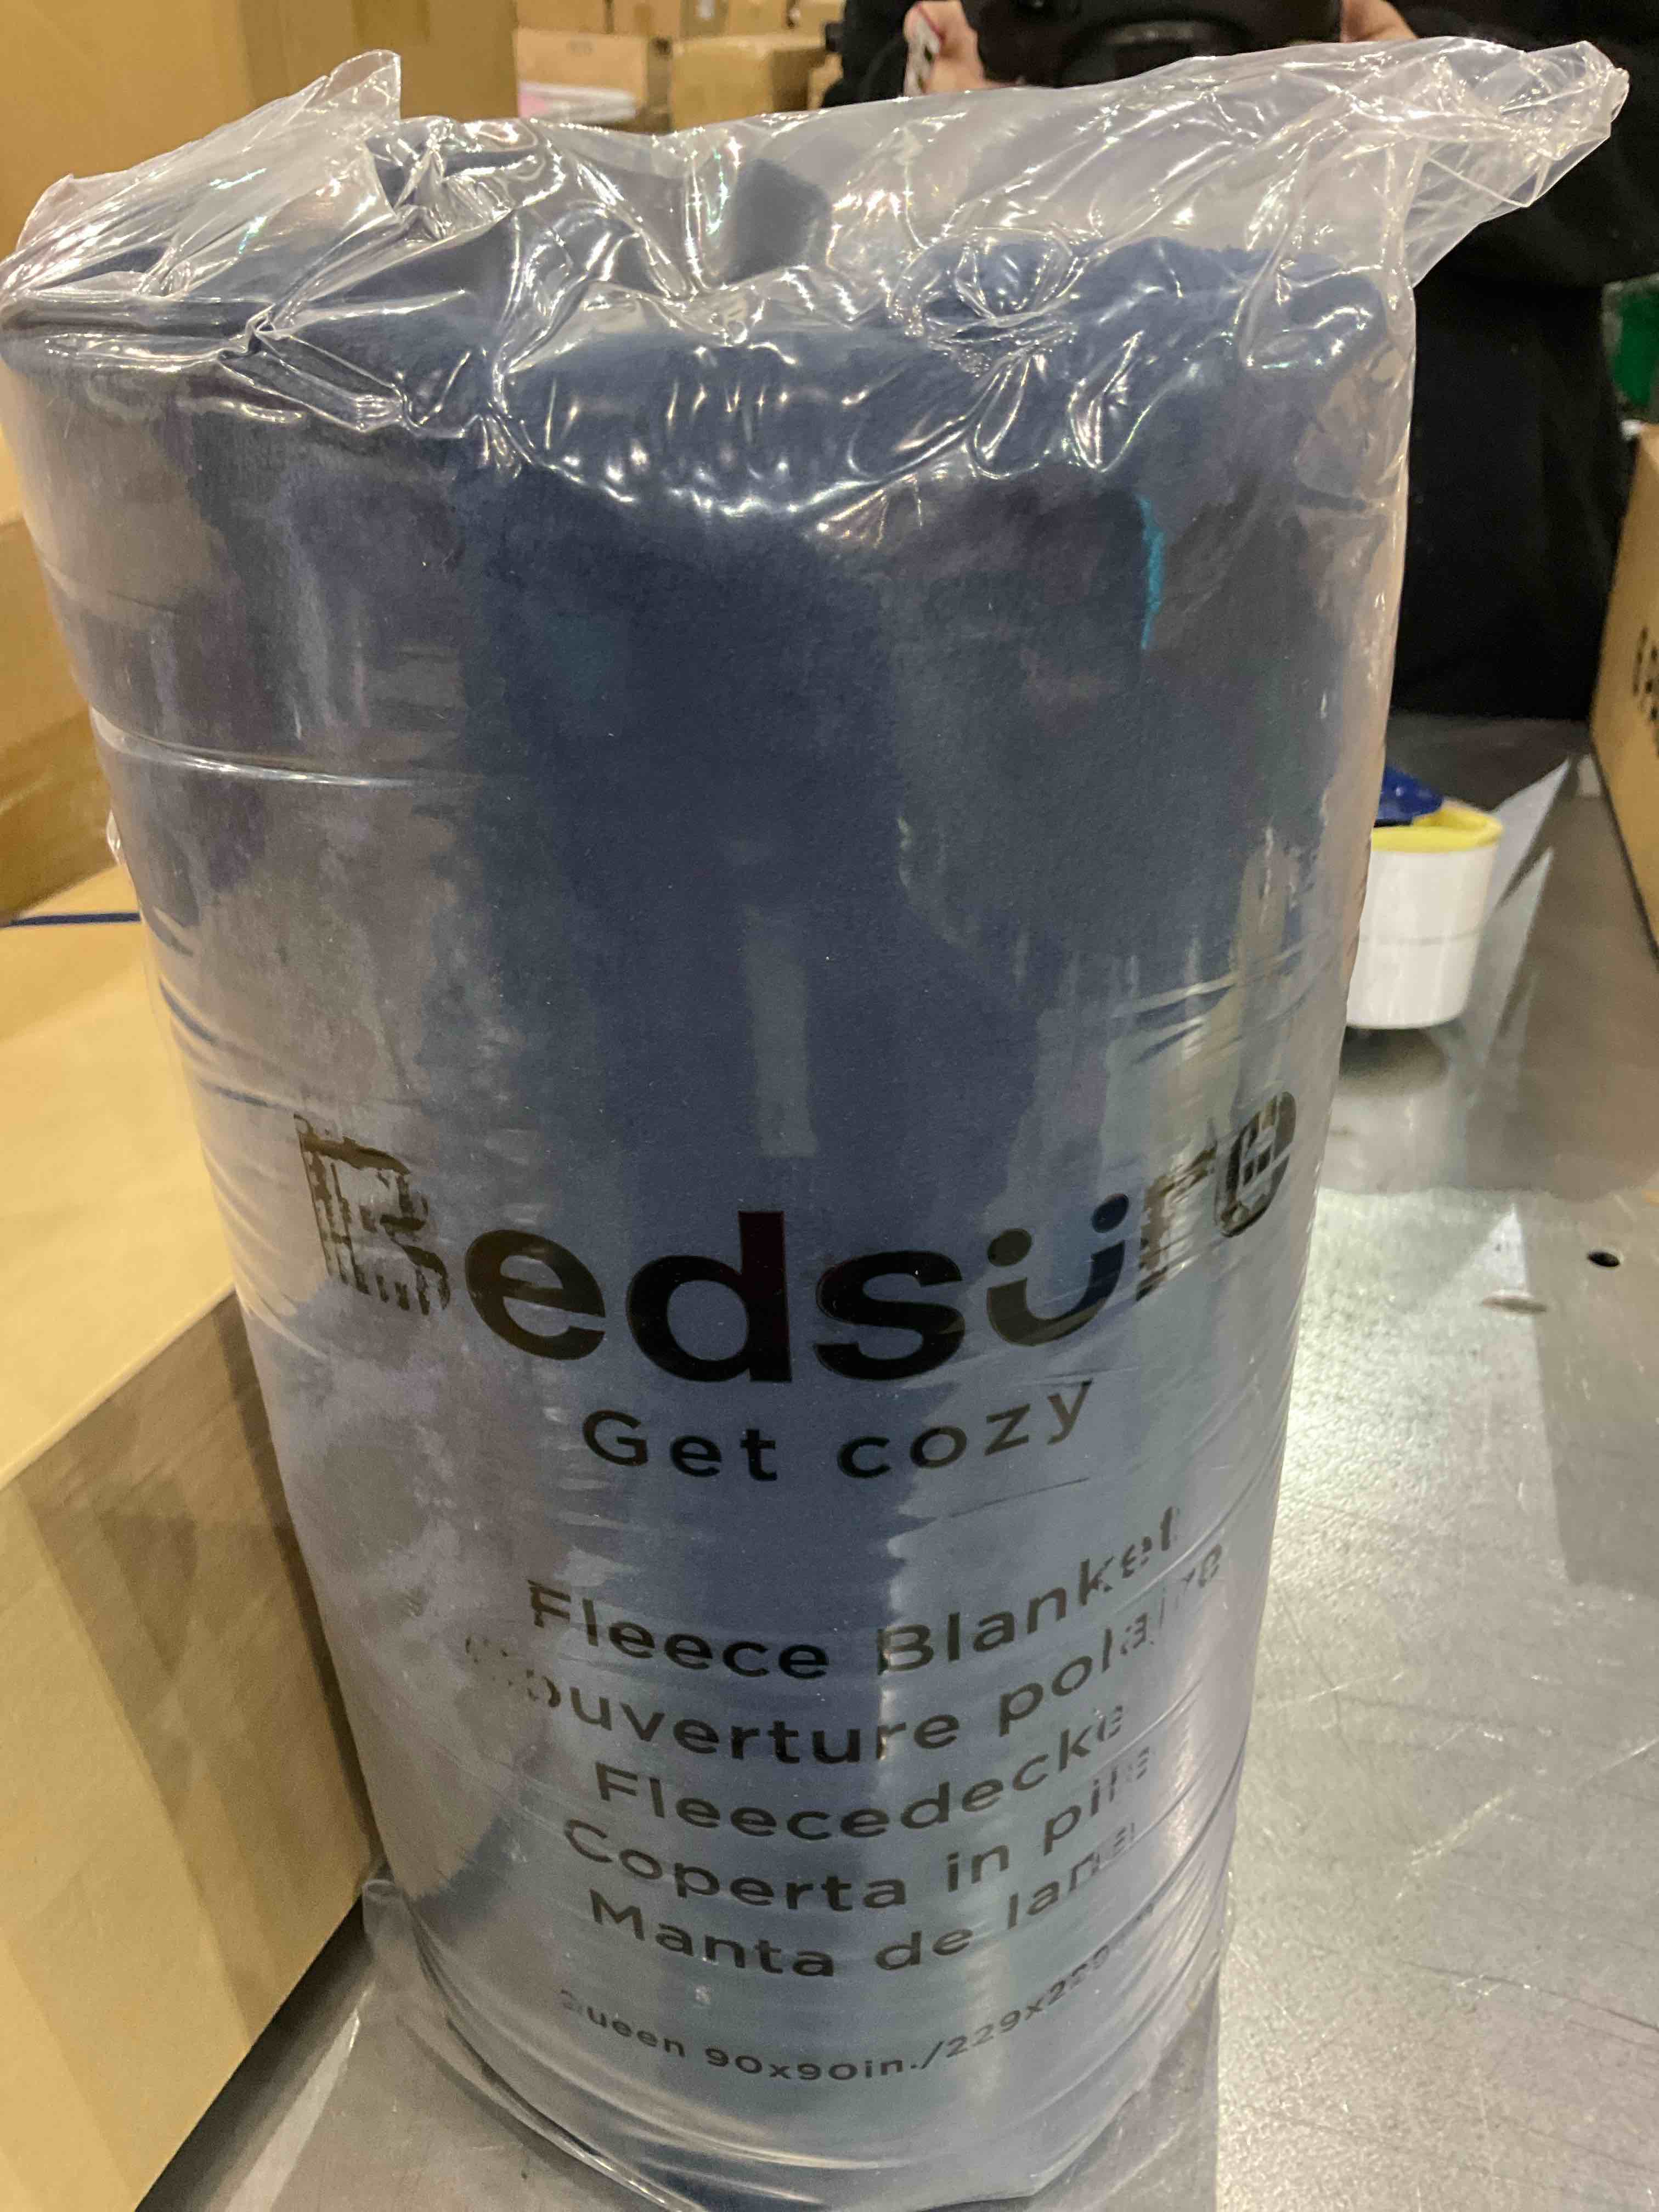 Bedsure
Get cozy
Fleece Blanket
Couverture polaire
Fleecedecke
Coperta in pile
Manta de lana
Queen 90x90in./229x229